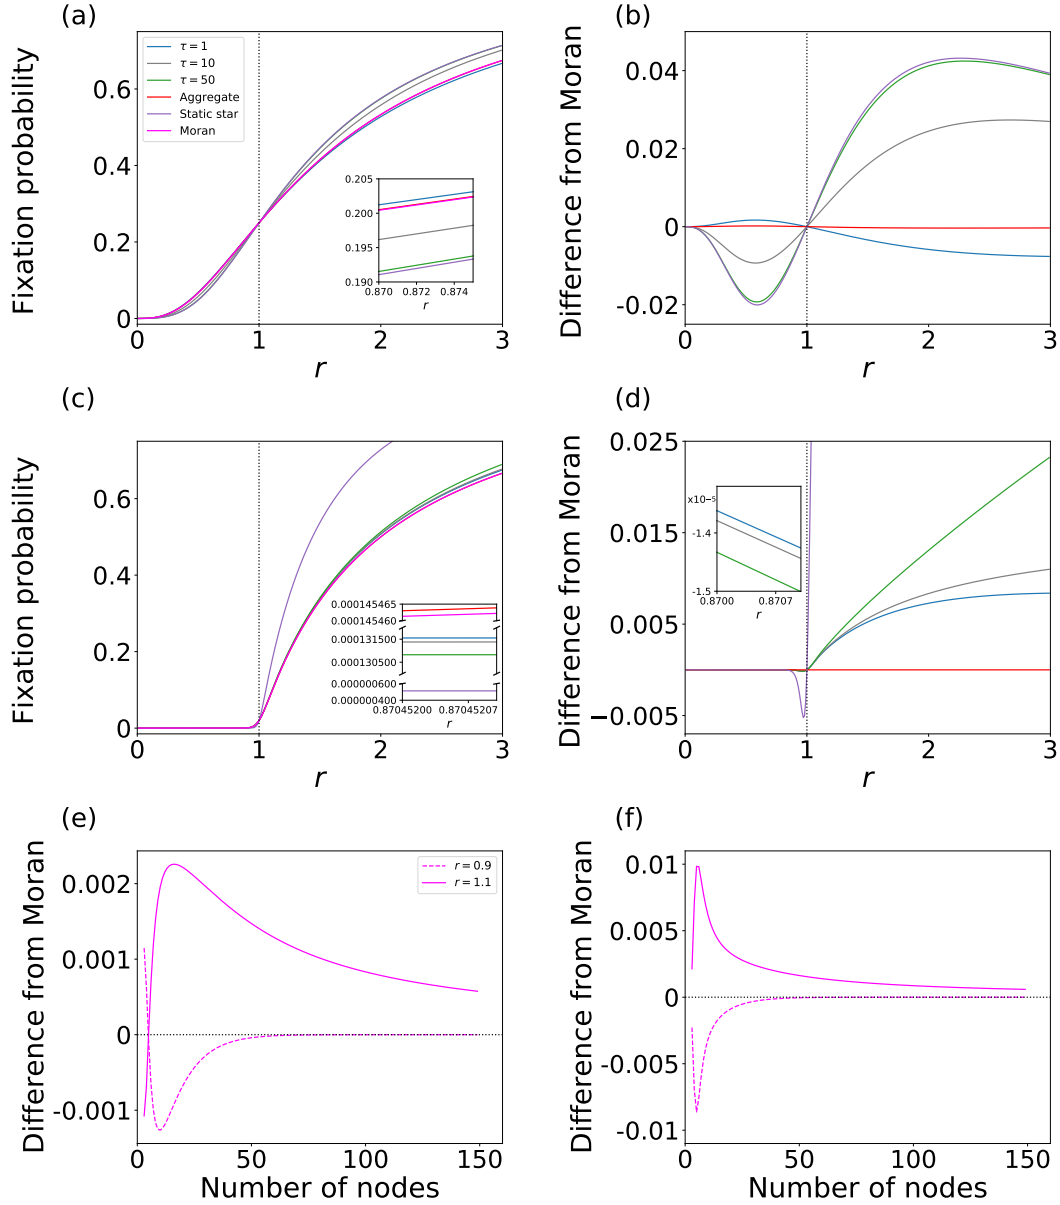 (a)
Fixation probability
0.6
0.4
0.2
0
τ = 1
τ = 10
τ = 50
Aggregate
Static star
Moran
0.205
0.200
0.195
0.190
0.870 0.872 0.874
r
0 1 2 3
r
(b)
Difference from Moran
0.04
0.02
0
-0.02
0 1 2 3
r
(c)
Fixation probability
0.6
0.4
0.2
0
0.000145465
0.000145460
0.000131500
0.000130500
0.000000600
0.000000400
0.87045200 0.87045207
r
0 1 2 3
r
(d)
Difference from Moran
0.025
0.015
0.005
−0.005
x10⁻⁵
-1.4
-1.5
0.8700 0.8707
r
0 1 2 3
r
(e)
Difference from Moran
0.002
0.001
0
-0.001
r = 0.9
r = 1.1
0 50 100 150
Number of nodes
(f)
Difference from Moran
0.01
0.005
0
-0.005
-0.01
0 50 100 150
Number of nodes